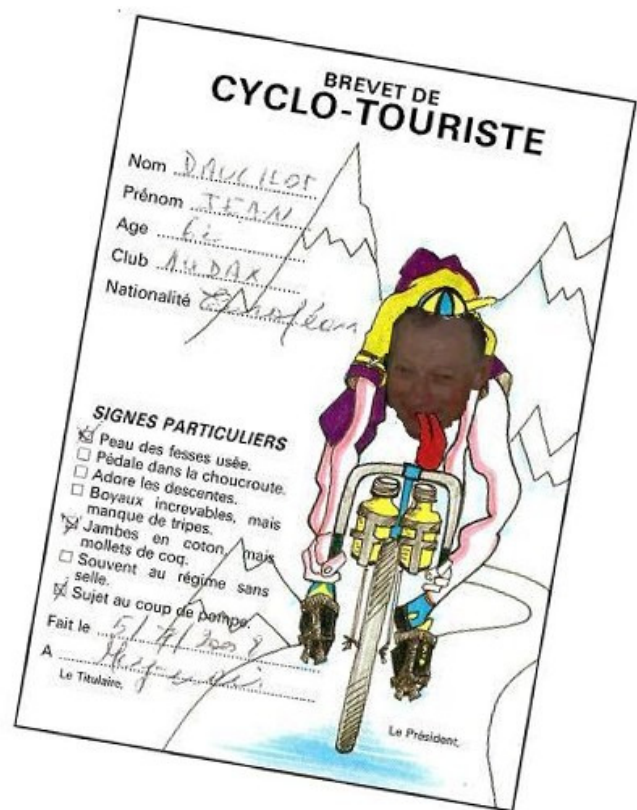 BREVET DE
CYCLO-TOURISTE
Nom
Prénom JEAN
Age
Club AUDAX
Nationalité
SIGNES PARTICULIERS
Peau des fesses usée.
Pédale dans la choucroute.
Adore les descentes.
Boyaux increvables, mais
manque de tripes.
Jambes en coton, mais
mollets de coq.
Souvent au régime sans
selle.
Sujet au coup de pompe.
Fait le
A
Le Titulaire,
Le Président,